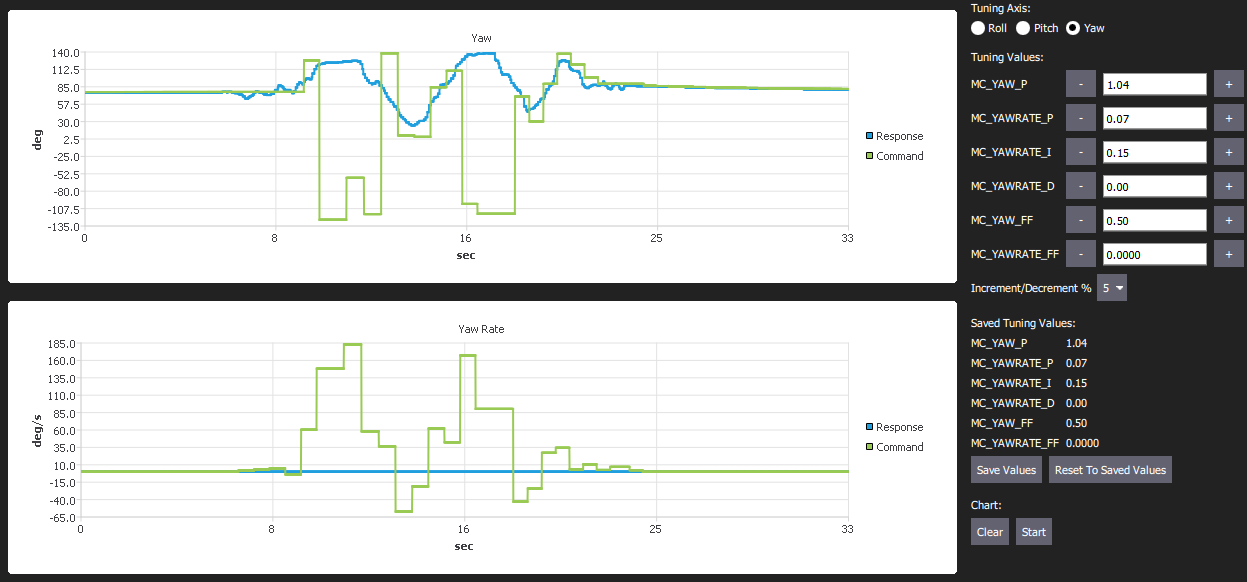 Yaw
140.0
112.5
85.0
57.5
30.0
2.5
-25.0
-52.5
-80.0
-107.5
-135.0
deg
0 8 16 25 33
sec
Response
Command
Yaw Rate
185.0
160.0
135.0
110.0
85.0
60.0
35.0
10.0
-15.0
-40.0
-65.0
deg/s
0 8 16 25 33
sec
Response
Command
Tuning Axis:
Roll Pitch Yaw
Tuning Values:
MC_YAW_P - 1.04 +
MC_YAWRATE_P - 0.07 +
MC_YAWRATE_I - 0.15 +
MC_YAWRATE_D - 0.00 +
MC_YAW_FF - 0.50 +
MC_YAWRATE_FF - 0.0000 +
Increment/Decrement % 5
Saved Tuning Values:
MC_YAW_P 1.04
MC_YAWRATE_P 0.07
MC_YAWRATE_I 0.15
MC_YAWRATE_D 0.00
MC_YAW_FF 0.50
MC_YAWRATE_FF 0.0000
Save Values Reset To Saved Values
Chart:
Clear Start